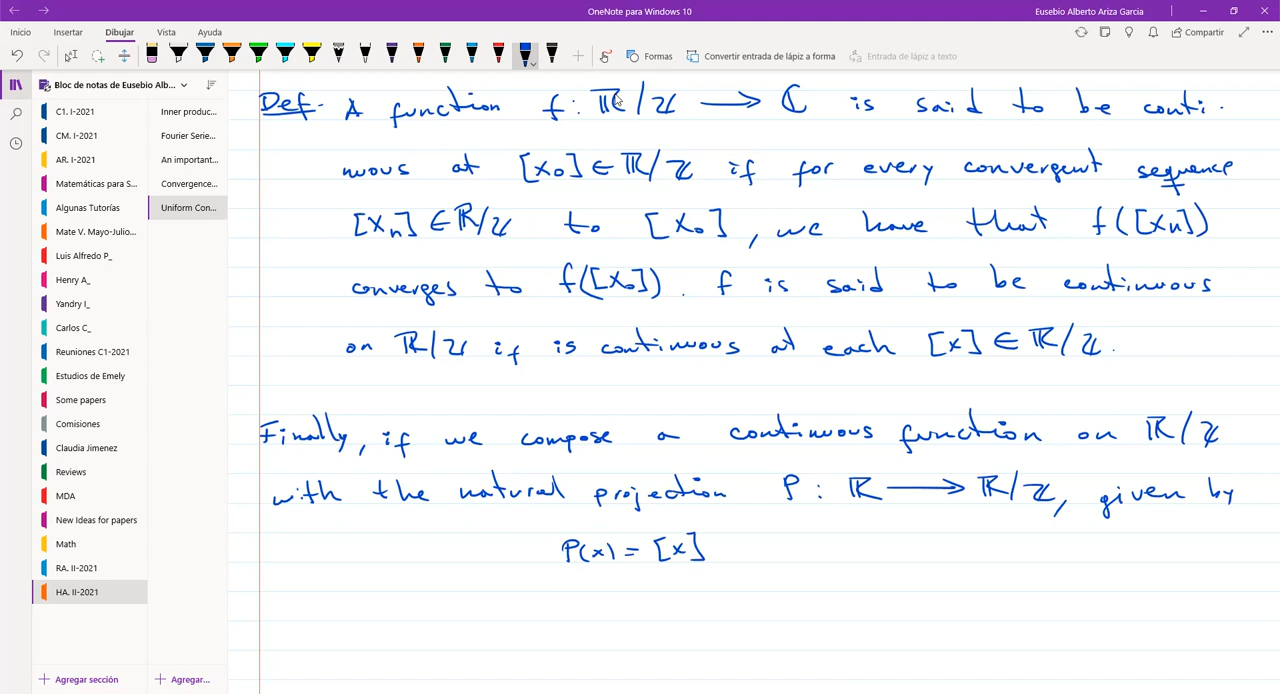 OneNote para Windows 10
Eusebio Alberto Ariza Garcia
Inicio
Insertar
Dibujar
Vista
Ayuda
Compartir
Formas
Convertir entrada de lápiz a forma
Entrada de lápiz a texto
Bloc de notas de Eusebio Alb...
C1. I-2021
CM. I-2021
AR. I-2021
Matemáticas para S...
Algunas Tutorías
Mate V. Mayo-Julio...
Luis Alfredo P_
Henry A_
Yandry I_
Carlos C_
Reuniones C1-2021
Estudios de Emely
Some papers
Comisiones
Claudia Jimenez
Reviews
MDA
New Ideas for papers
Math
RA. II-2021
HA. II-2021
Agregar sección
Inner produc...
Fourier Serie...
An important...
Convergence...
Uniform Con...
Agregar...
Def. A function f: ℝ/ℤ ⟶ ℂ is said to be conti-
nuous at [x₀] ∈ ℝ/ℤ if for every convergent sequence
[xₙ] ∈ ℝ/ℤ to [x₀], we have that f([xₙ])
converges to f([x₀]). f is said to be continuous
on ℝ/ℤ if is continuous at each [x] ∈ ℝ/ℤ.
Finally, if we compose a continuous function on ℝ/ℤ
with the natural projection P: ℝ ⟶ ℝ/ℤ, given by
P(x) = [x]